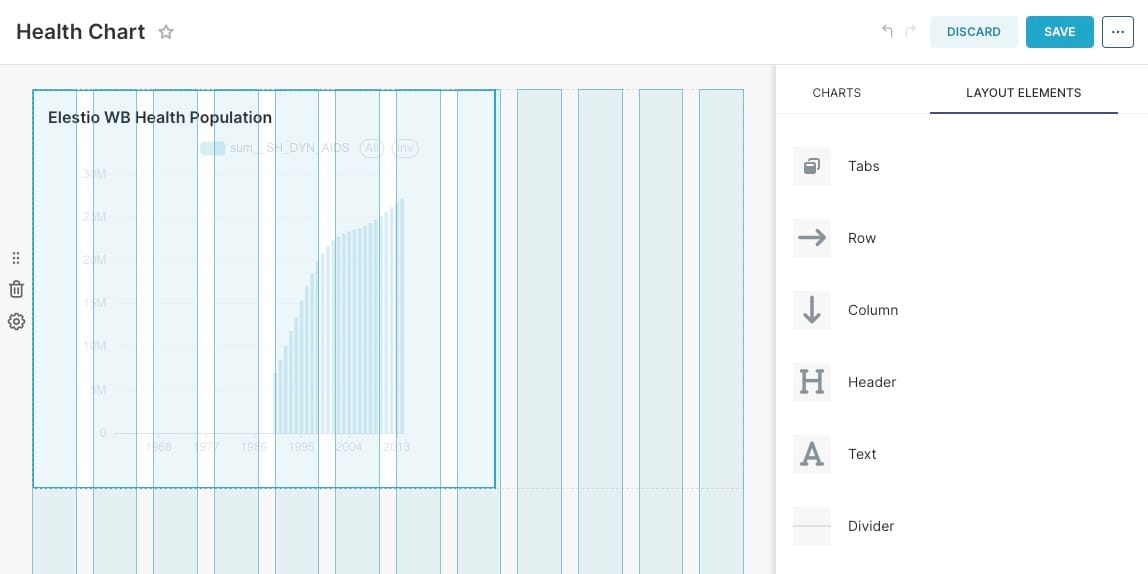 Health Chart
DISCARD
SAVE
CHARTS
LAYOUT ELEMENTS
Elestio WB Health Population
sum__SH_DYN_AIDS All Inv
30M
25M
20M
15M
10M
5M
0
1968 1977 1986 1995 2004 2013
Tabs
Row
Column
Header
Text
Divider